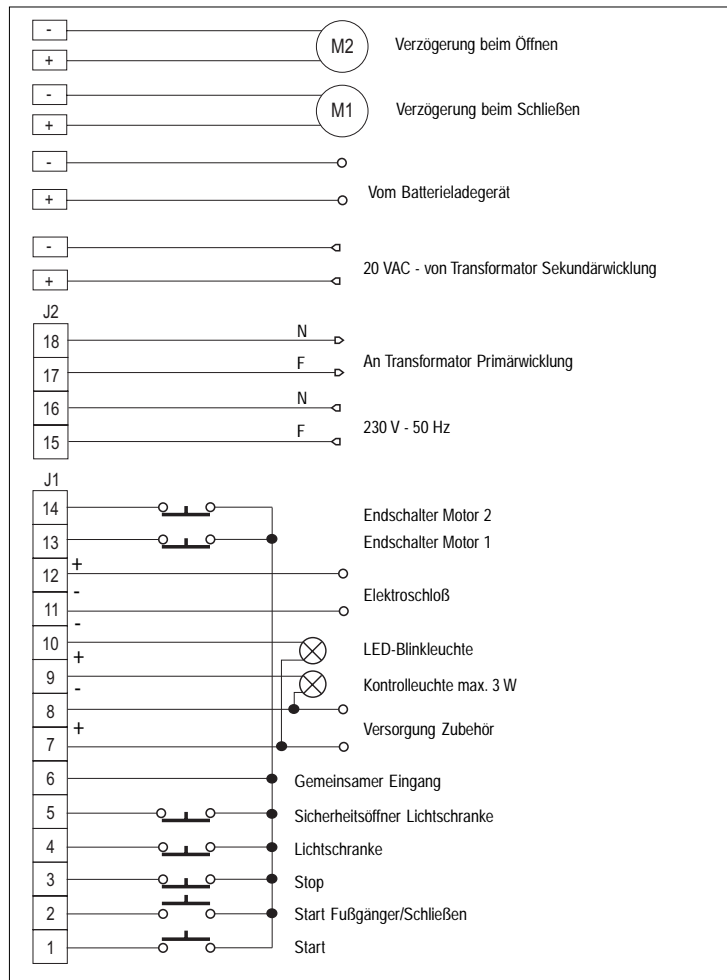 -
M2 Verzögerung beim Öffnen
+
-
M1 Verzögerung beim Schließen
+
-
Vom Batterieladegerät
+
-
20 VAC - von Transformator Sekundärwicklung
+
J2
18 N
An Transformator Primärwicklung
17 F
16 N
230 V - 50 Hz
15 F
J1
14 Endschalter Motor 2
13 Endschalter Motor 1
12 +
Elektroschloß
11 -
10 - LED-Blinkleuchte
9 + Kontrolleuchte max. 3 W
8 -
Versorgung Zubehör
7 +
6 Gemeinsamer Eingang
5 Sicherheitsöffner Lichtschranke
4 Lichtschranke
3 Stop
2 Start Fußgänger/Schließen
1 Start